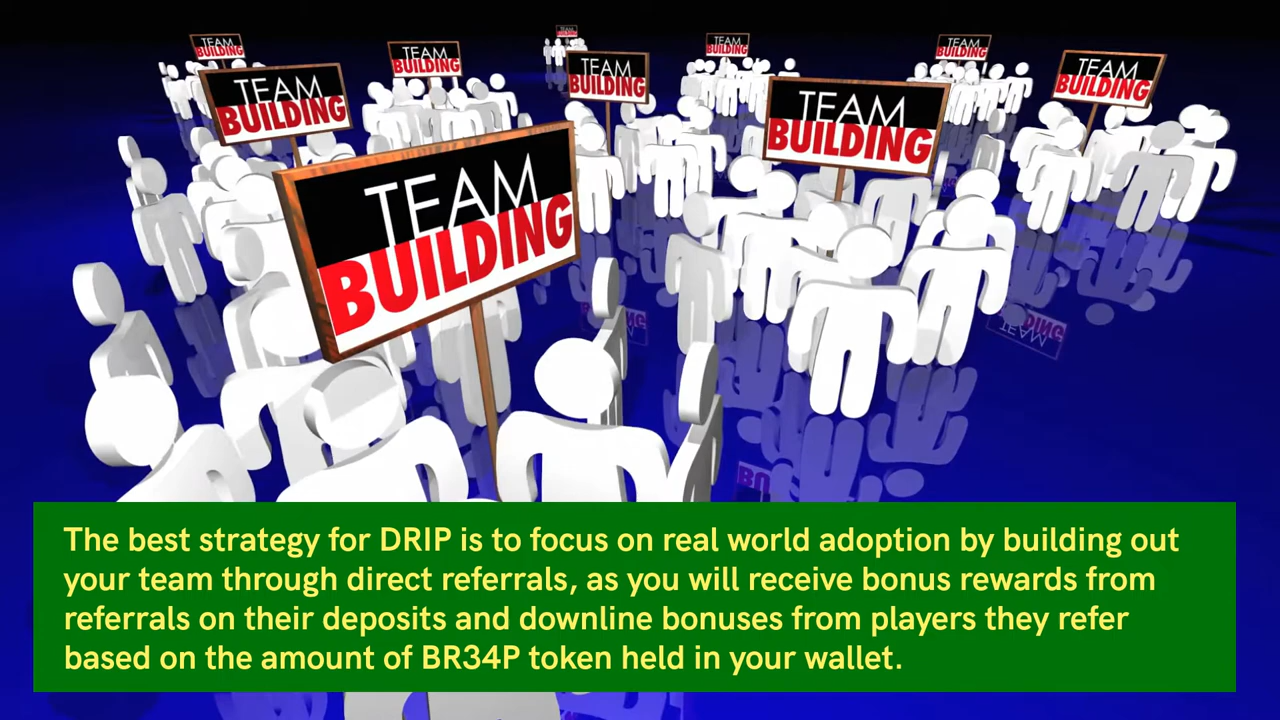 TEAM
BUILDING
TEAM
BUILDING
TEAM
BUILDING
TEAM
BUILDING
TEAM
BUILDING
TEAM
BUILDING
TEAM
BUILDING
TEAM
BUILDING
TEAM
BUILDING
The best strategy for DRIP is to focus on real world adoption by building out
your team through direct referrals, as you will receive bonus rewards from
referrals on their deposits and downline bonuses from players they refer
based on the amount of BR34P token held in your wallet.